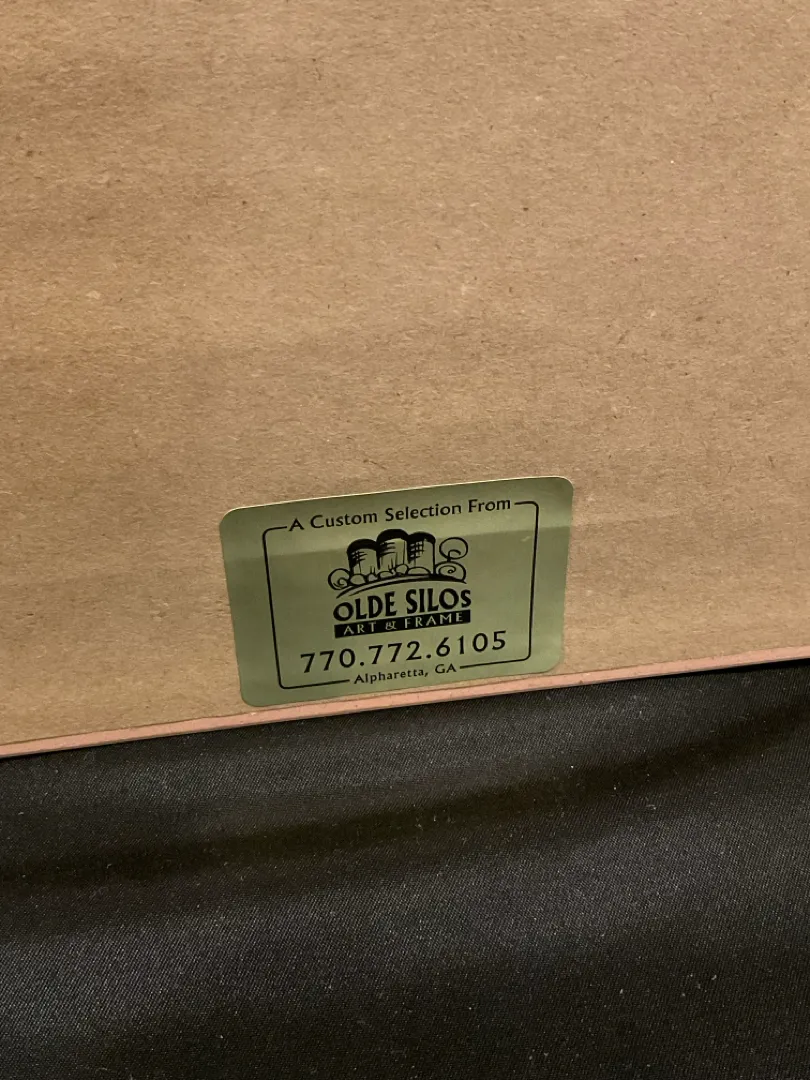 A Custom Selection From
OLDE SILOS
ART & FRAME
770.772.6105
Alpharetta, GA